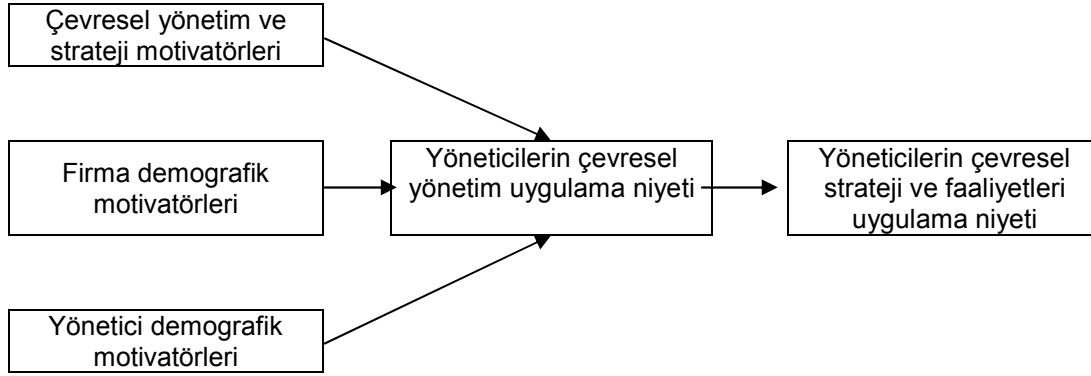 Çevresel yönetim ve
strateji motivatörleri
Firma demografik
motivatörleri
Yöneticilerin çevresel
yönetim uygulama niyeti
Yöneticilerin çevresel
strateji ve faaliyetleri
uygulama niyeti
Yönetici demografik
motivatörleri